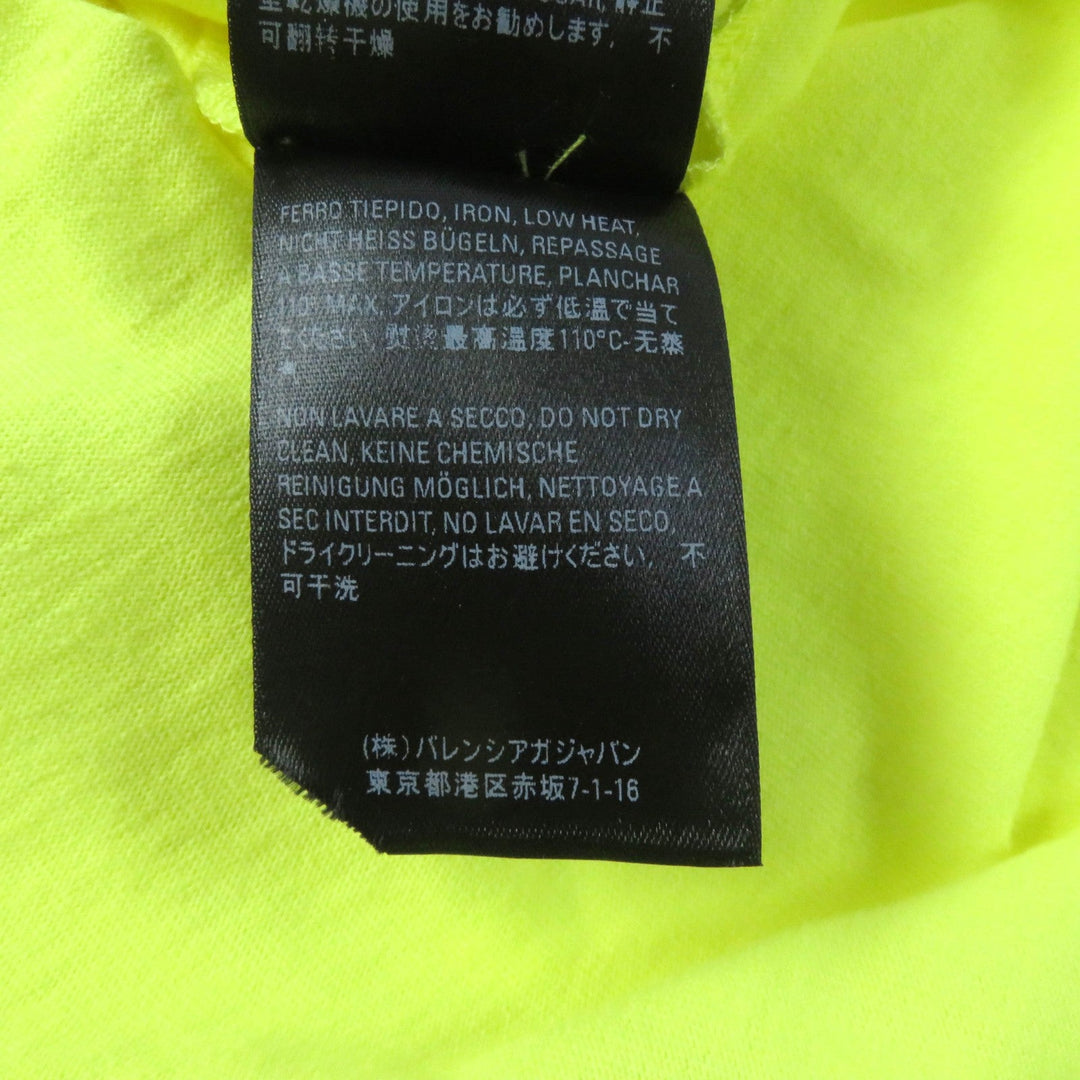 型乾燥機の使用をお勧めします, 不
可翻转干燥
FERRO TIEPIDO, IRON, LOW HEAT,
NICHT HEISS BÜGELN, REPASSAGE
A BASSE TEMPERATURE, PLANCHAR
110° MAX, アイロンは必ず低温で当て
てください, 熨烫最高温度110°C-无蒸
NON LAVARE A SECCO, DO NOT DRY
CLEAN, KEINE CHEMISCHE
REINIGUNG MÖGLICH, NETTOYAGE A
SEC INTERDIT, NO LAVAR EN SECO,
ドライクリーニングはお避けください, 不
可干洗
(株)バレンシアガジャパン
東京都港区赤坂7-1-16